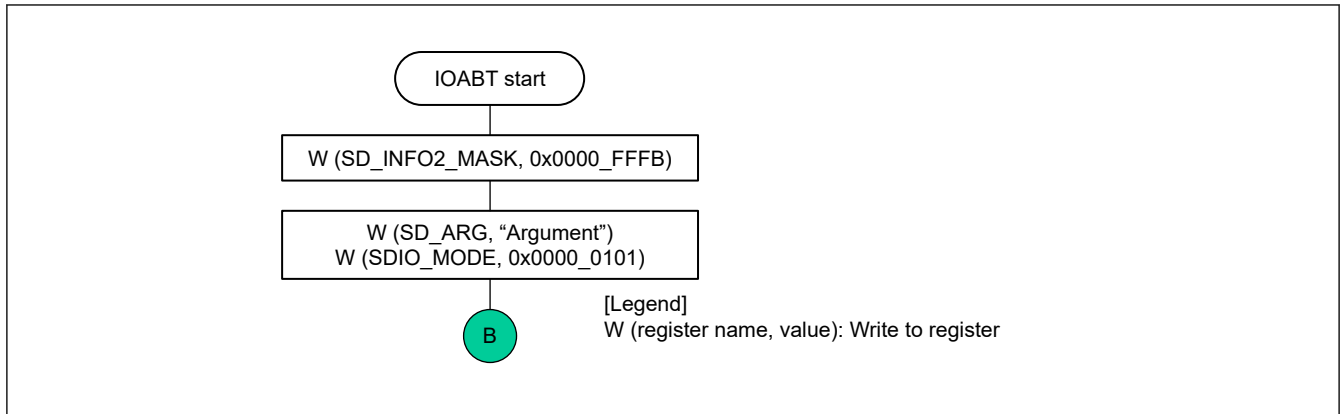 IOABT start
W (SD_INFO2_MASK, 0x0000_FFFB)
W (SD_ARG, “Argument”)
W (SDIO_MODE, 0x0000_0101)
[Legend]
W (register name, value): Write to register
B